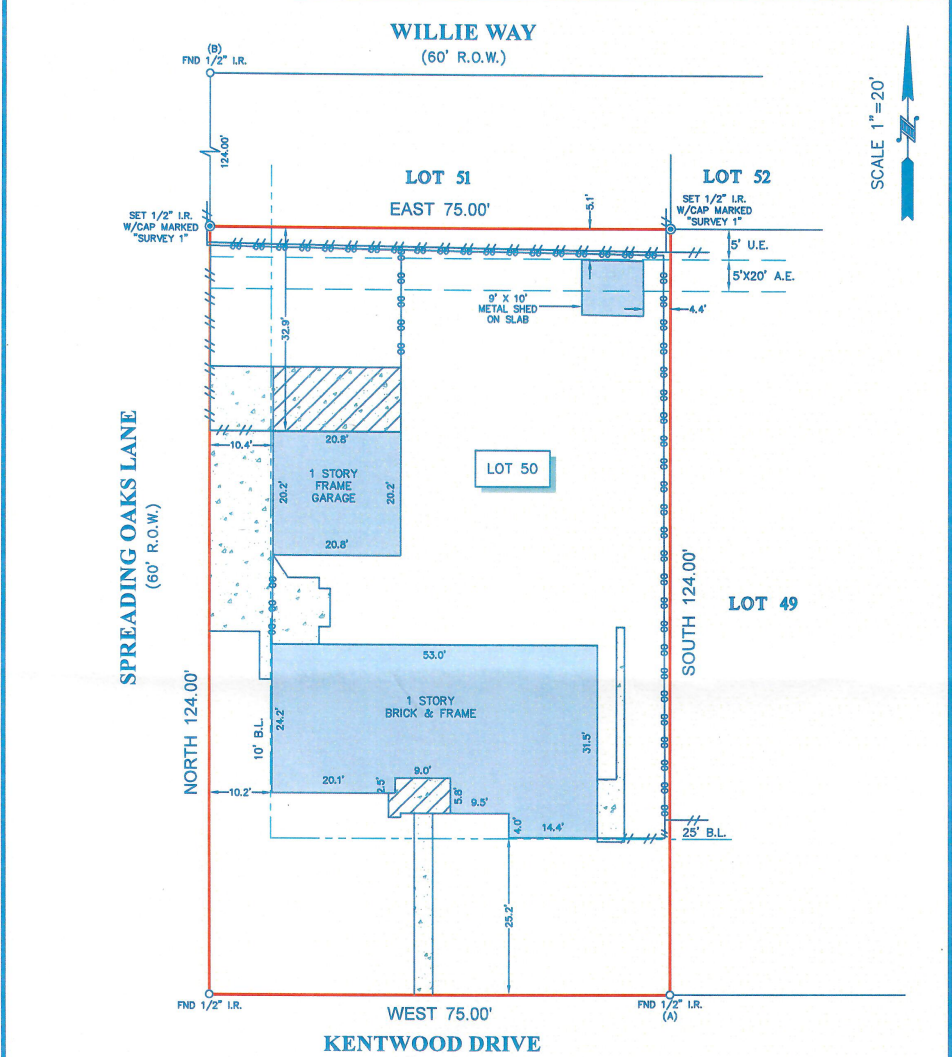 WILLIE WAY
(60' R.O.W.)
(B)
FND 1/2" I.R.
SCALE 1"=20'
N
124.00'
LOT 51
LOT 52
EAST 75.00'
5.1'
SET 1/2" I.R.
W/CAP MARKED
"SURVEY 1"
SET 1/2" I.R.
W/CAP MARKED
"SURVEY 1"
5' U.E.
5'X20' A.E.
9' X 10'
METAL SHED
ON SLAB
4.4'
32.9'
10.4'
20.8'
1 STORY
FRAME
GARAGE
20.2'
20.2'
20.8'
LOT 50
SPREADING OAKS LANE
(60' R.O.W.)
SOUTH 124.00'
LOT 49
53.0'
1 STORY
BRICK & FRAME
NORTH 124.00'
10' B.L.
24.2'
31.5'
10.2'
20.1'
2.5'
9.0'
5.8'
9.5'
4.0'
14.4'
25' B.L.
25.2'
FND 1/2" I.R.
WEST 75.00'
FND 1/2" I.R.
(A)
KENTWOOD DRIVE